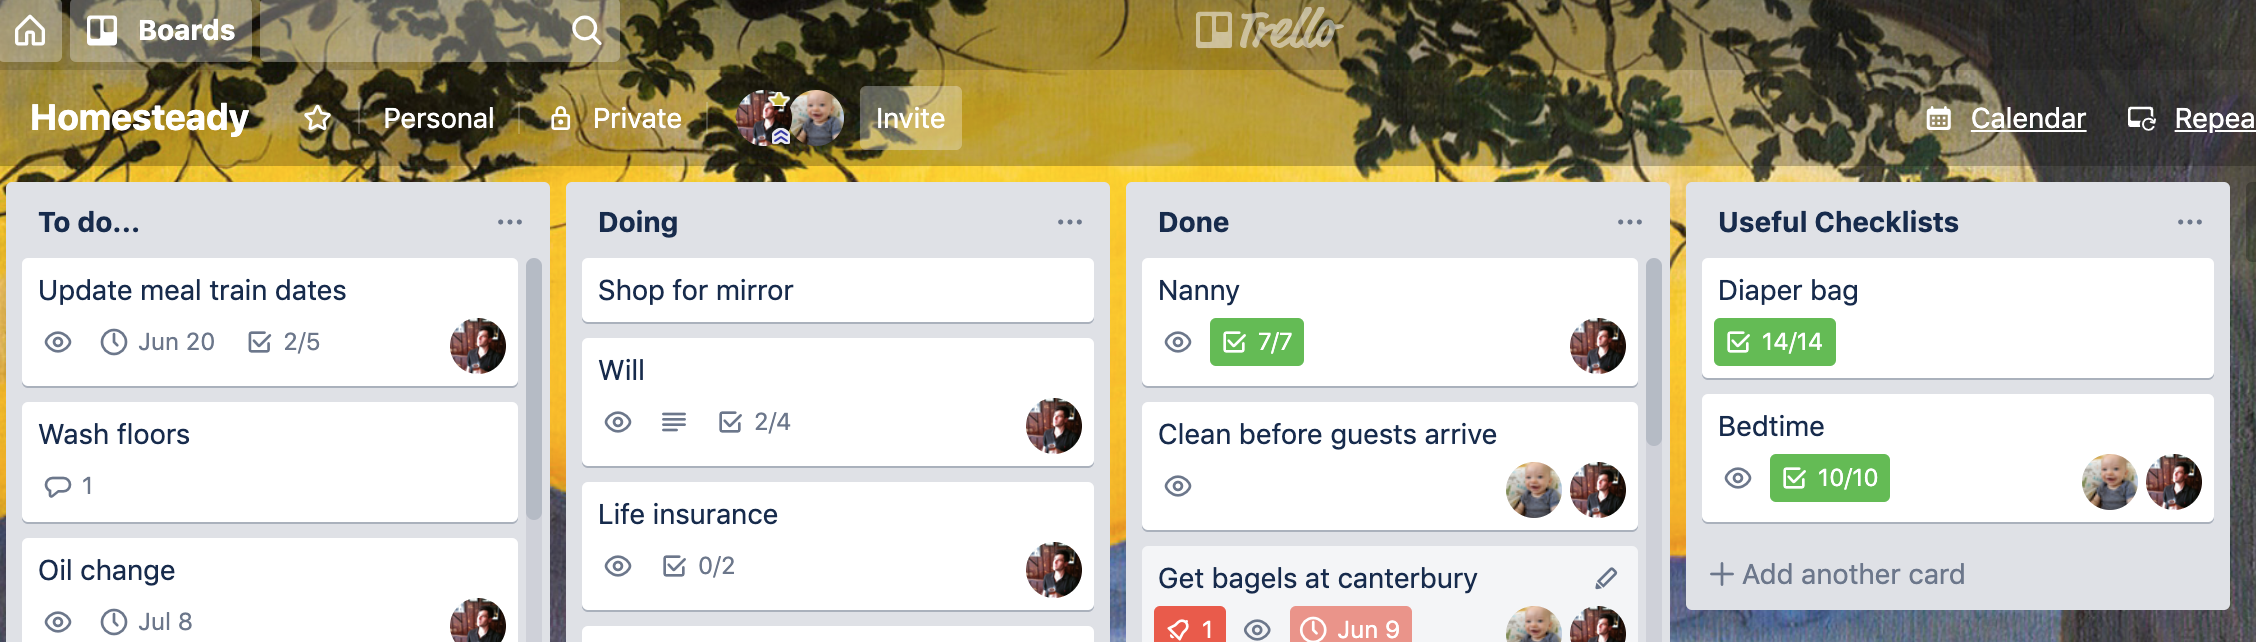 Boards
Trello
Homesteady
Personal
Private
Invite
Calendar
Repea
To do...
Update meal train dates
Jun 20
2/5
Wash floors
1
Oil change
Jul 8
Doing
Shop for mirror
Will
2/4
Life insurance
0/2
Done
Nanny
7/7
Clean before guests arrive
Get bagels at canterbury
1
Jun 9
Useful Checklists
Diaper bag
14/14
Bedtime
10/10
+ Add another card